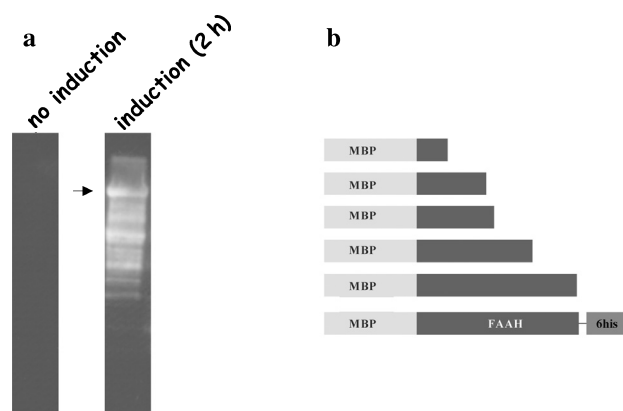 a
no induction
induction (2 h)
b
MBP
MBP
MBP
MBP
MBP
MBP
FAAH
6his